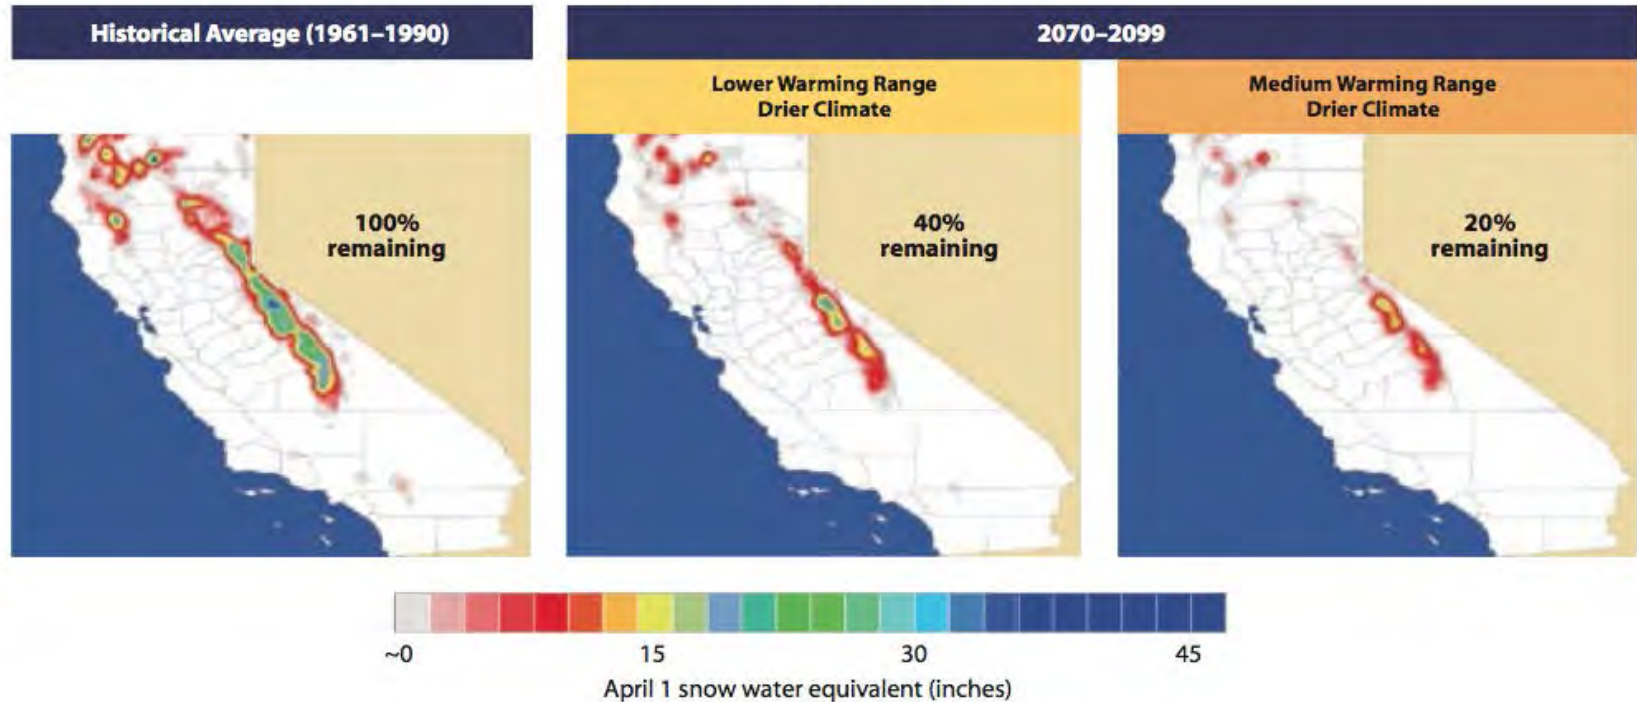 Historical Average (1961–1990)
2070–2099
Lower Warming Range
Drier Climate
Medium Warming Range
Drier Climate
100%
remaining
40%
remaining
20%
remaining
~0
15
30
45
April 1 snow water equivalent (inches)